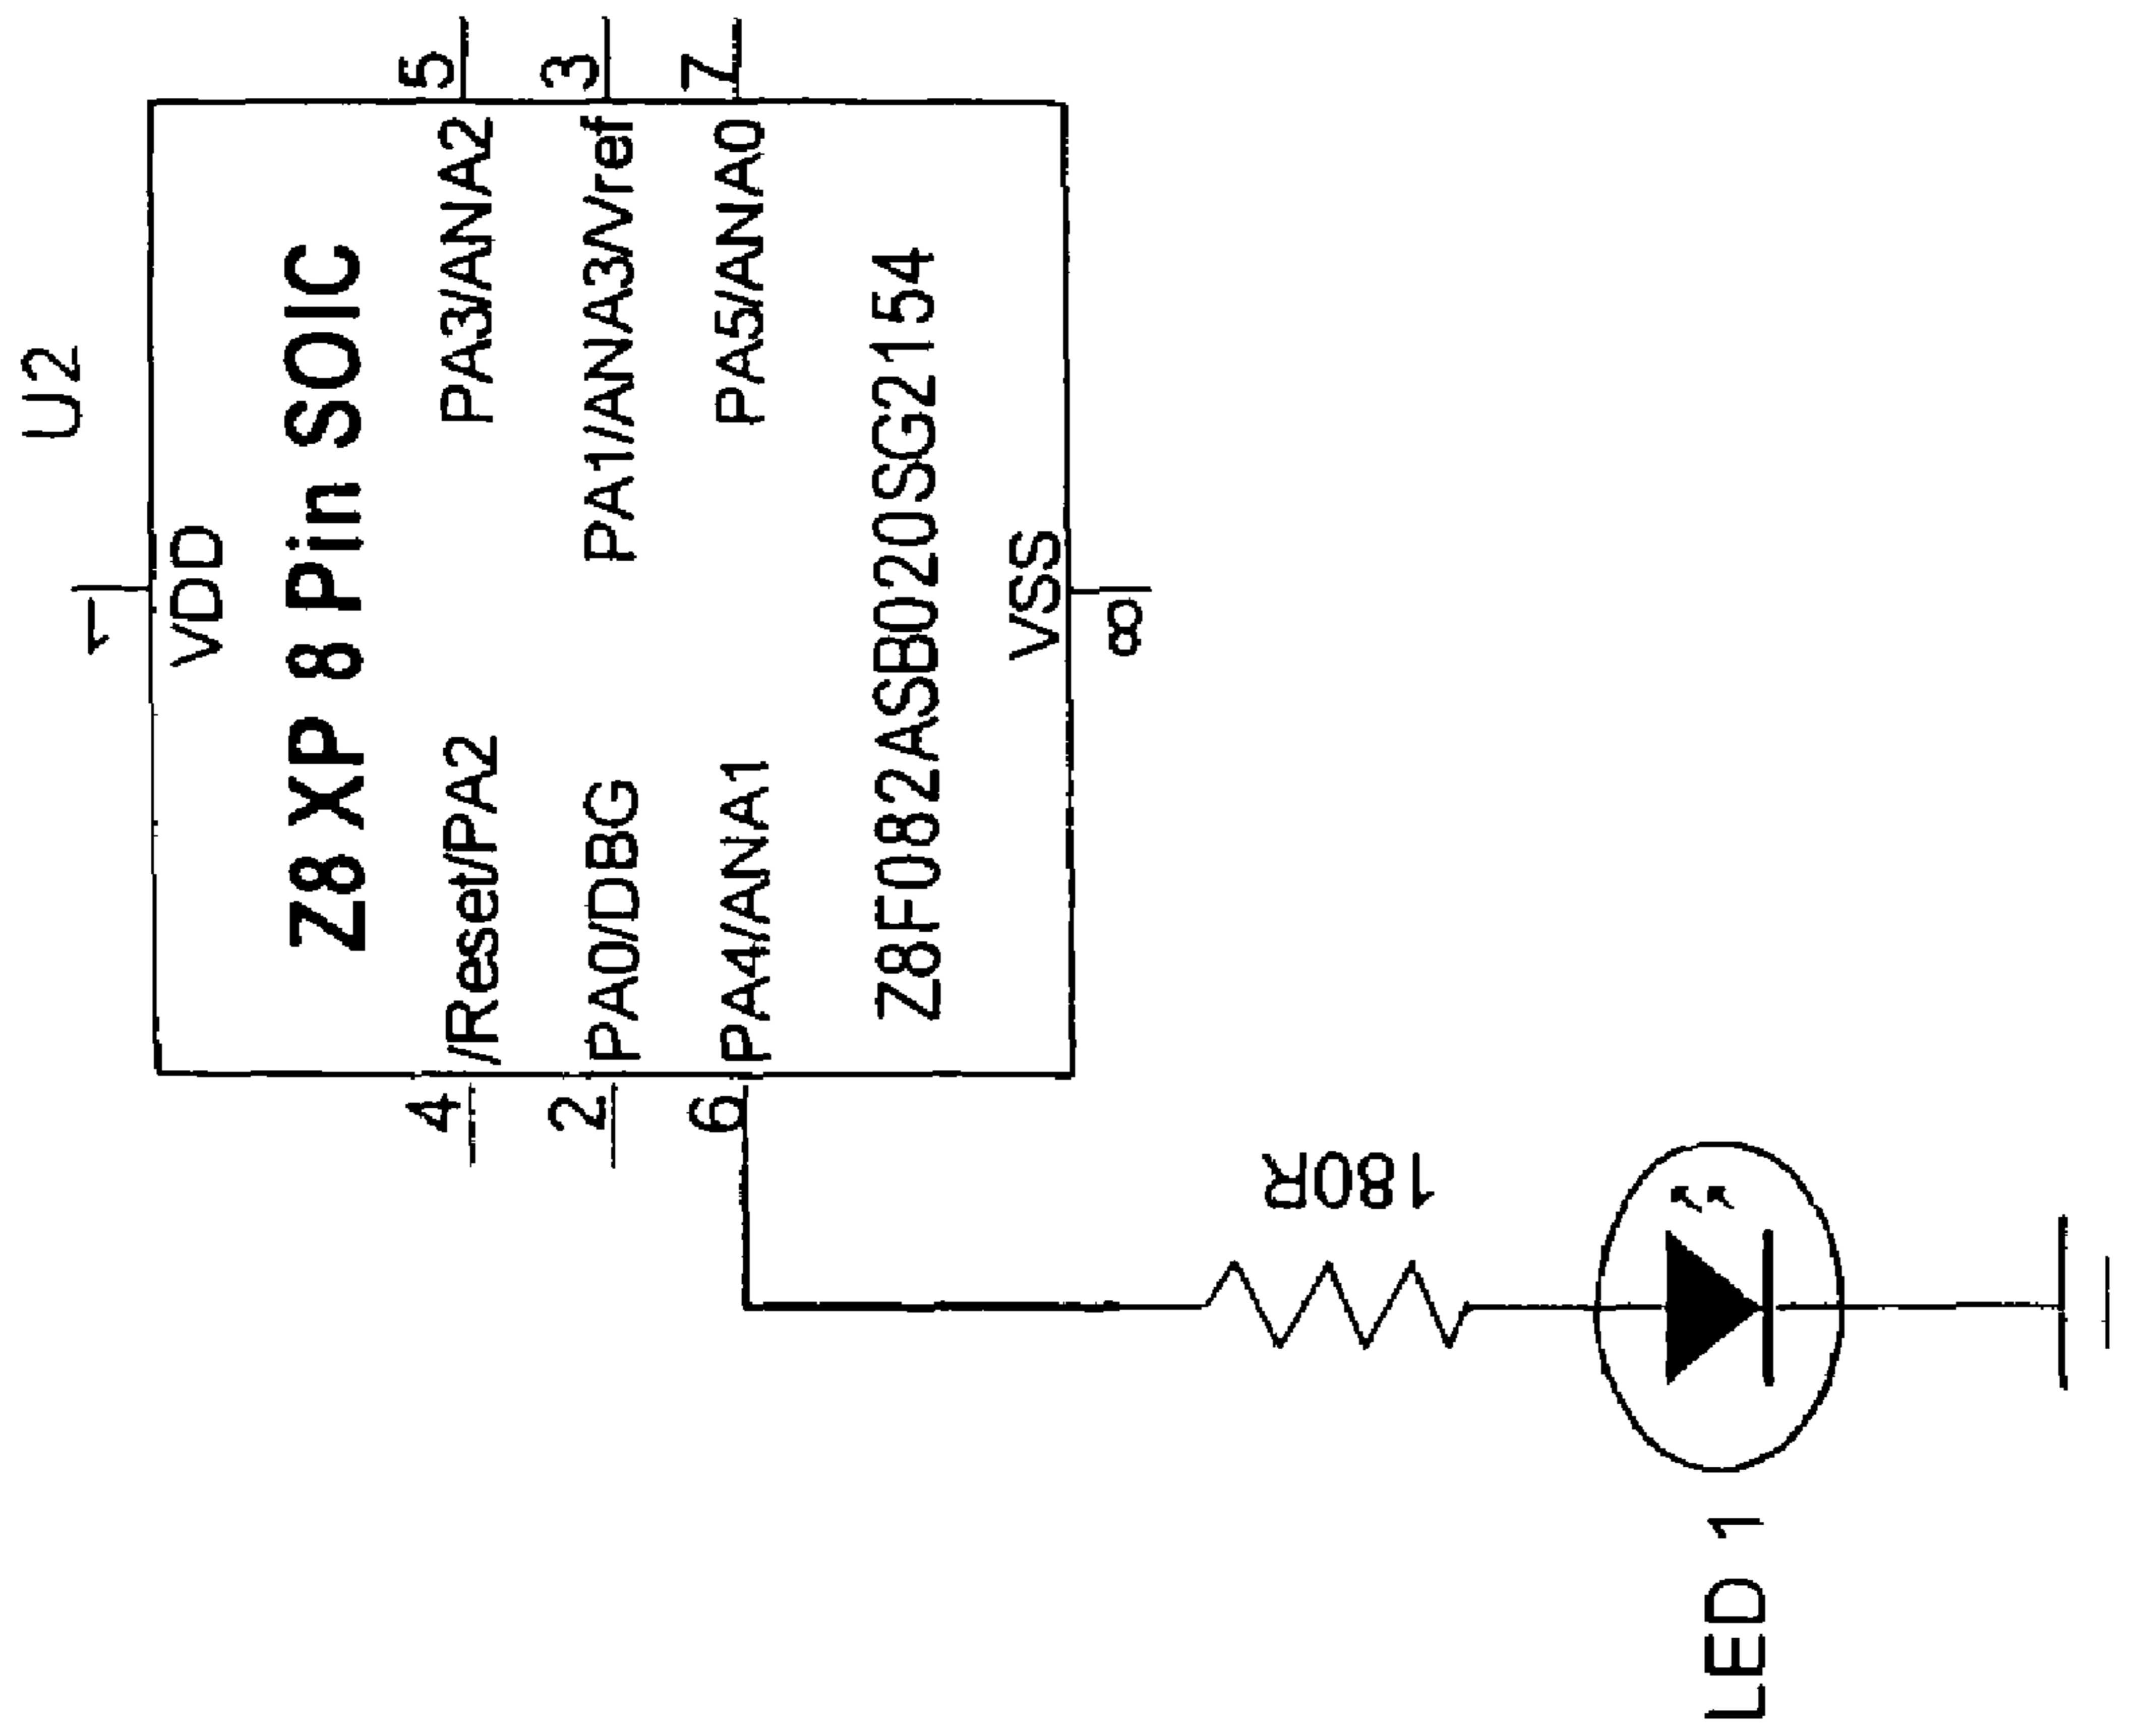 U2
1
VDD
Z8 XP 8 Pin SOIC
4 /Reset/PA2 PA3/ANA2 5
2 PA0/DBG PA1//ANA3/Vref 3
6 PA4/ANA1 PA5/ANA0 7
Z8F082ASB020SG2154
VSS
8
180R
LED 1